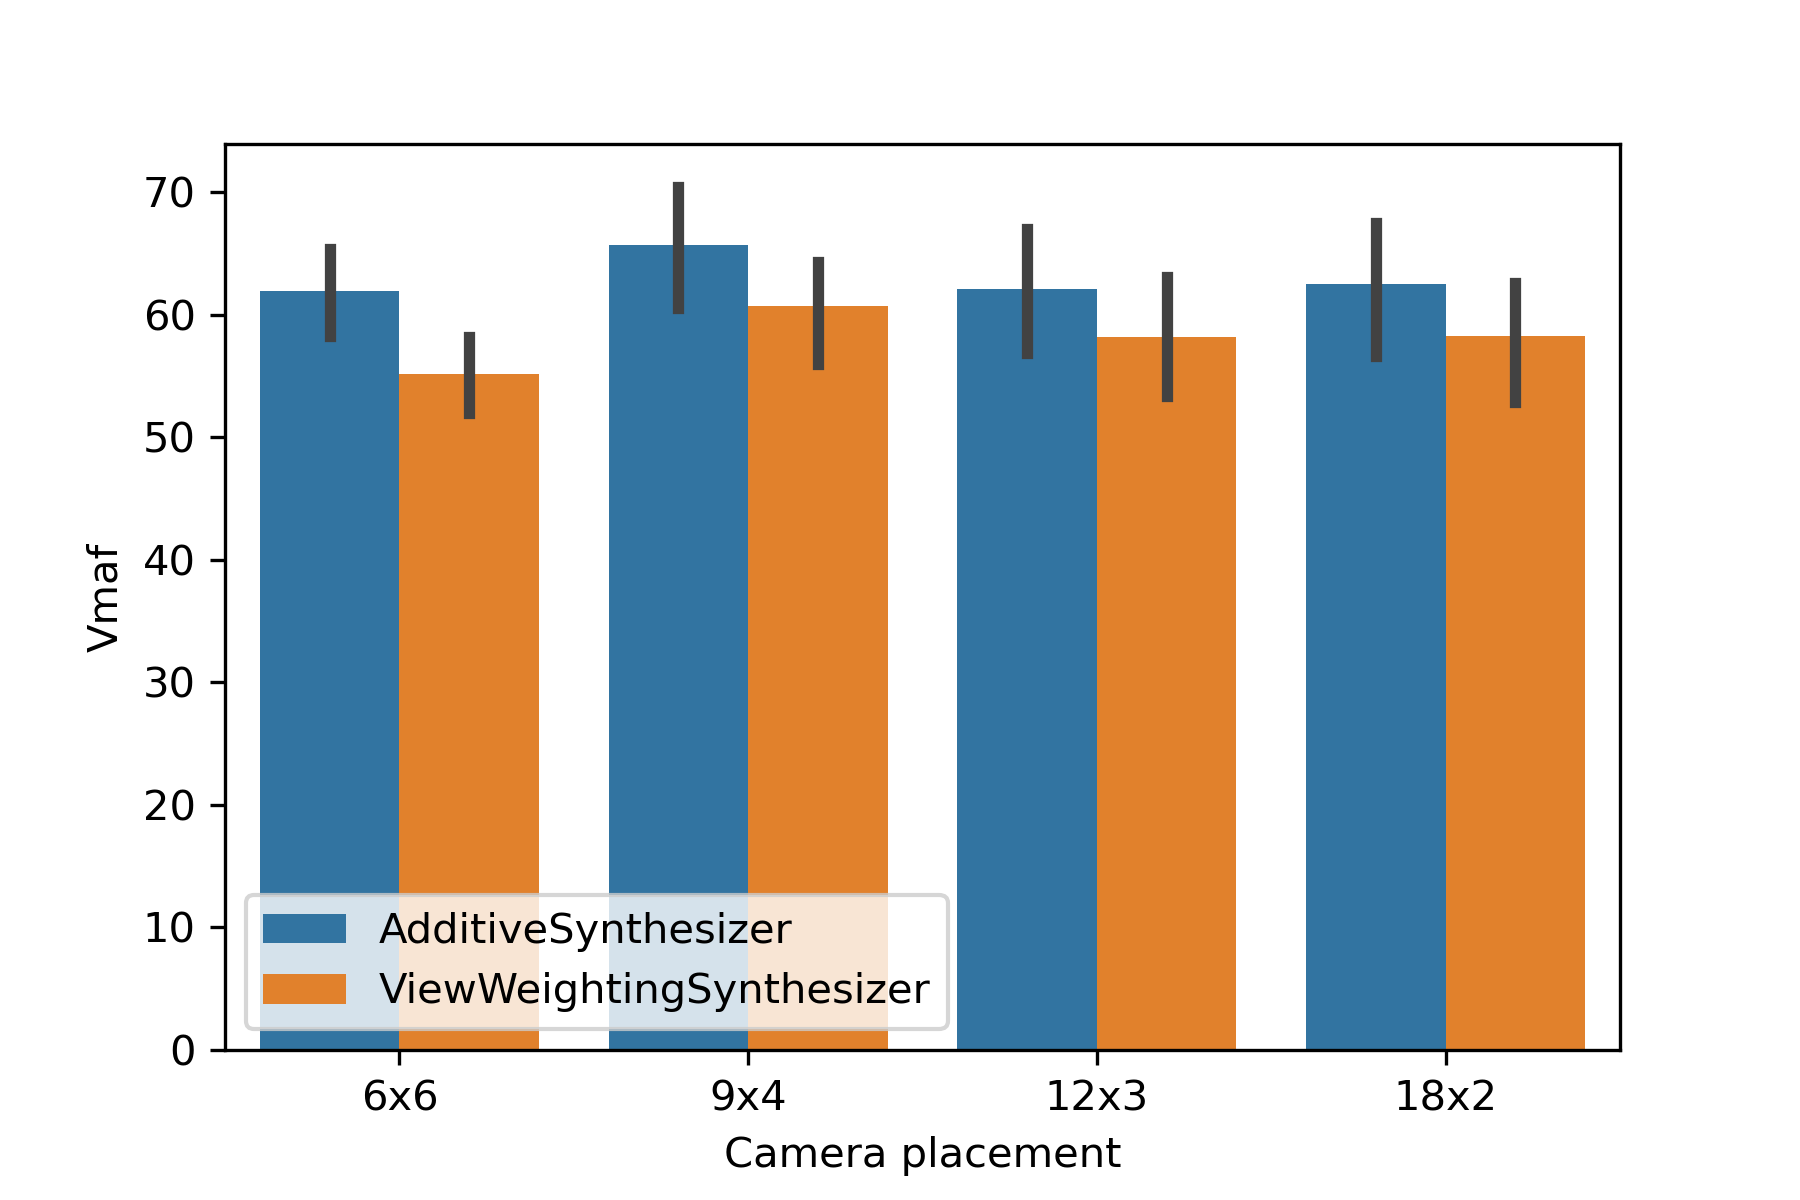 Vmaf
70
60
50
40
30
20
10
0
AdditiveSynthesizer
ViewWeightingSynthesizer
6x6
9x4
12x3
18x2
Camera placement